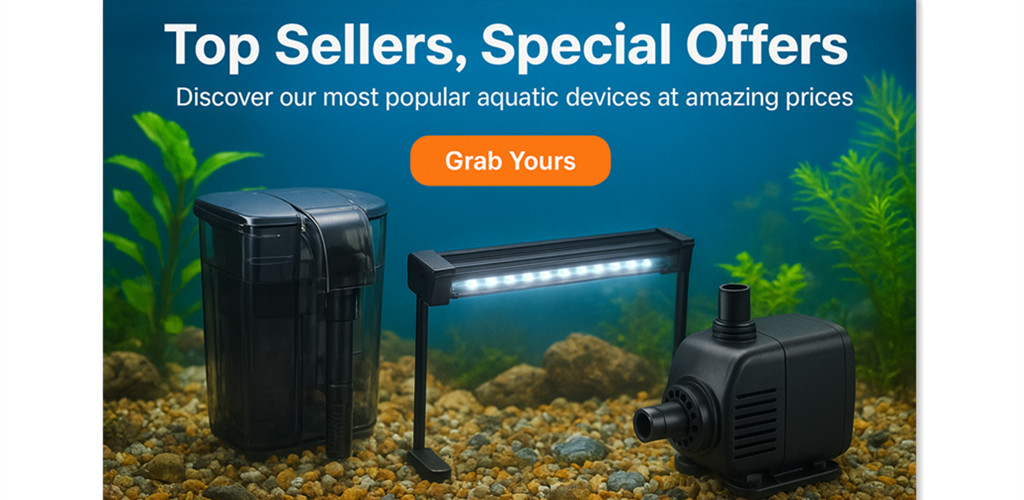 Top Sellers, Special Offers
Discover our most popular aquatic devices at amazing prices
Grab Yours